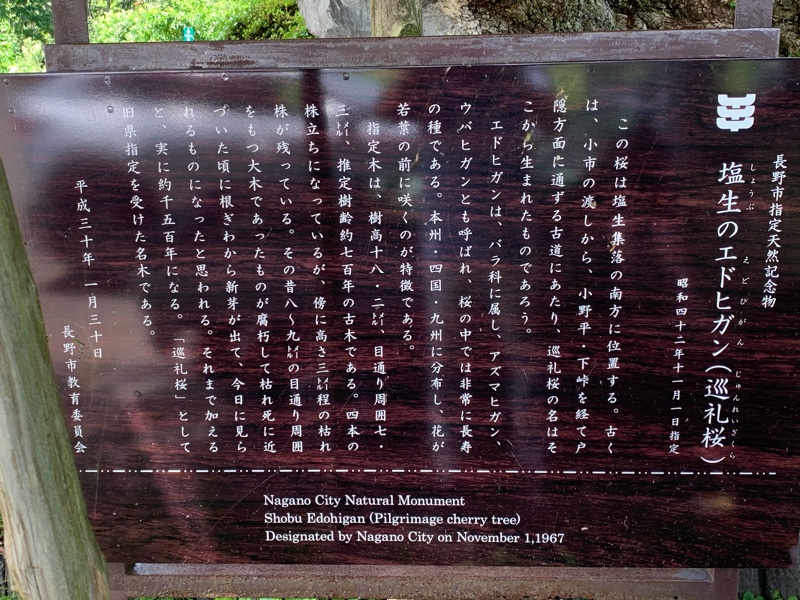 長野市指定天然記念物
塩生のエドヒガン（巡礼桜）
しょうぶ えどひがん じゅんれいざくら
昭和四十二年十一月一日指定
この桜は塩生集落の南方に位置する。古く
は、小市の渡しから、小野平・下峠を経て戸
隠方面に通ずる古道にあたり、巡礼桜の名はそ
こから生まれたものであろう。
エドヒガンは、バラ科に属し、アズマヒガン、
ウバヒガンとも呼ばれ、桜の中では非常に長寿
の種である。本州・四国・九州に分布し、花が
若葉の前に咲くのが特徴である。
指定木は、樹高十八・二㍍、目通り周囲七・
三㍍、推定樹齢約七百年の古木である。四本の
株立ちになっているが、傍に高さ三㍍程の枯れ
株が残っている。その昔八〜九㍍の目通り周囲
をもつ大木であったものが腐朽して枯れ死に近
づいた頃に根ぎわから新芽が出て、今日に見ら
れるものになったと思われる。それまで加える
と、実に約千五百年になる。「巡礼桜」として
旧県指定を受けた名木である。
平成三十年 一月三十日
長野市教育委員会
Nagano City Natural Monument
Shobu Edohigan (Pilgrimage cherry tree)
Designated by Nagano City on November 1,1967